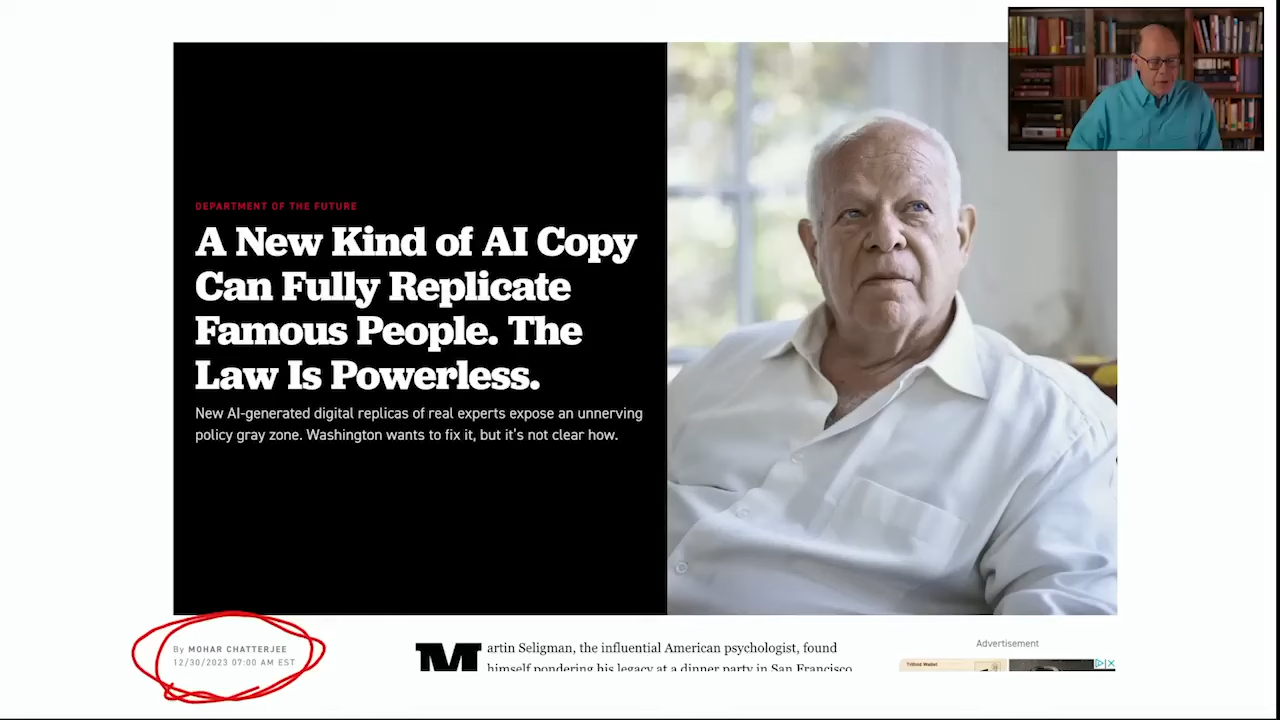 DEPARTMENT OF THE FUTURE
A New Kind of AI Copy
Can Fully Replicate
Famous People. The
Law Is Powerless.
New AI-generated digital replicas of real experts expose an unnerving
policy gray zone. Washington wants to fix it, but it's not clear how.
By MOHAR CHATTERJEE
12/30/2023 07:00 AM EST
Martin Seligman, the influential American psychologist, found
himself pondering his legacy at a dinner party in San Francisco
Advertisement